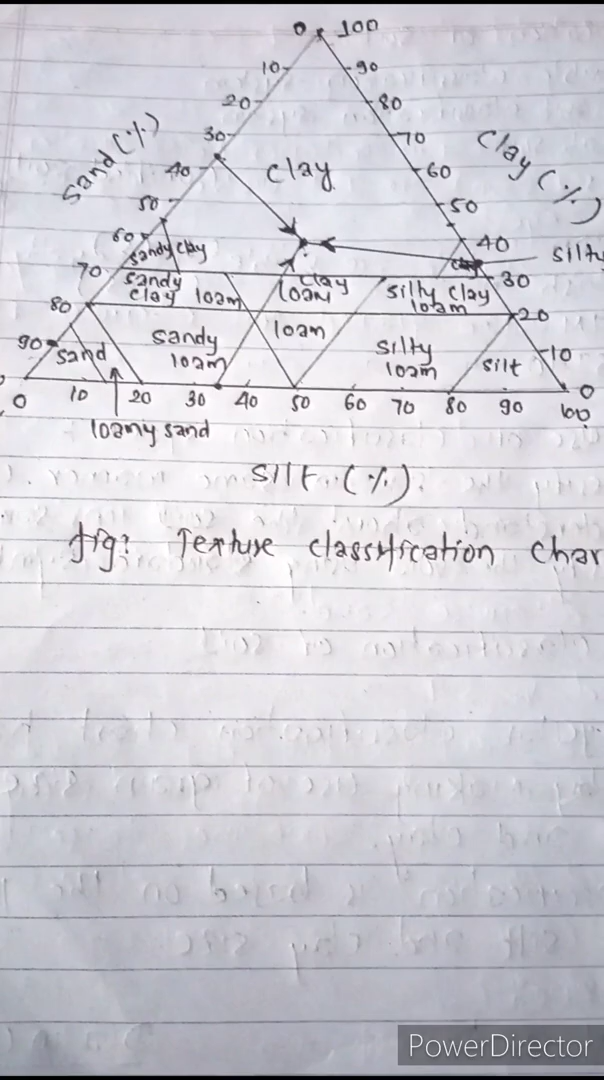 0 100
10 90
20 80
30 70
sand (%) clay (%)
40 clay 60
50 50
60 sandy clay 40
silty
clay
70 sandy clay 30
clay loam loam silty clay
loam
80 20
sandy loam
loam silty
loam
90 sand silt 10
0
0 10 20 30 40 50 60 70 80 90 100
loamy sand
silt (%)
fig: Texture classification char
PowerDirector